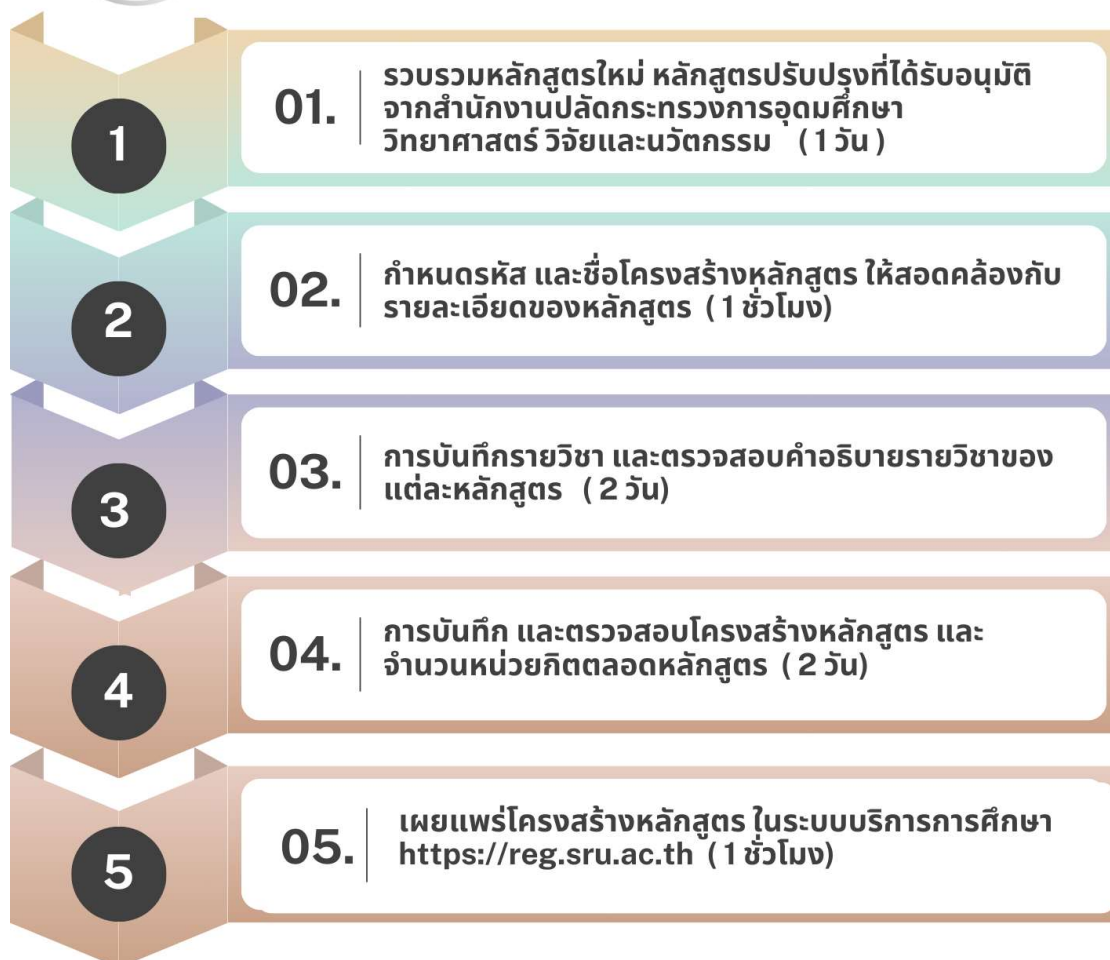 1
01.
รวบรวมหลักสูตรใหม่ หลักสูตรปรับปรุงที่ได้รับอนุมัติ
จากสำนักงานปลัดกระทรวงการอุดมศึกษา
วิทยาศาสตร์ วิจัยและนวัตกรรม (1 วัน)
2
02.
กำหนดรหัส และชื่อโครงสร้างหลักสูตร ให้สอดคล้องกับ
รายละเอียดของหลักสูตร (1 ชั่วโมง)
3
03.
การบันทึกรายวิชา และตรวจสอบคำอธิบายรายวิชาของ
แต่ละหลักสูตร (2 วัน)
4
04.
การบันทึก และตรวจสอบโครงสร้างหลักสูตร และ
จำนวนหน่วยกิตตลอดหลักสูตร (2 วัน)
5
05.
เผยแพร่โครงสร้างหลักสูตร ในระบบบริการการศึกษา
https://reg.sru.ac.th (1 ชั่วโมง)